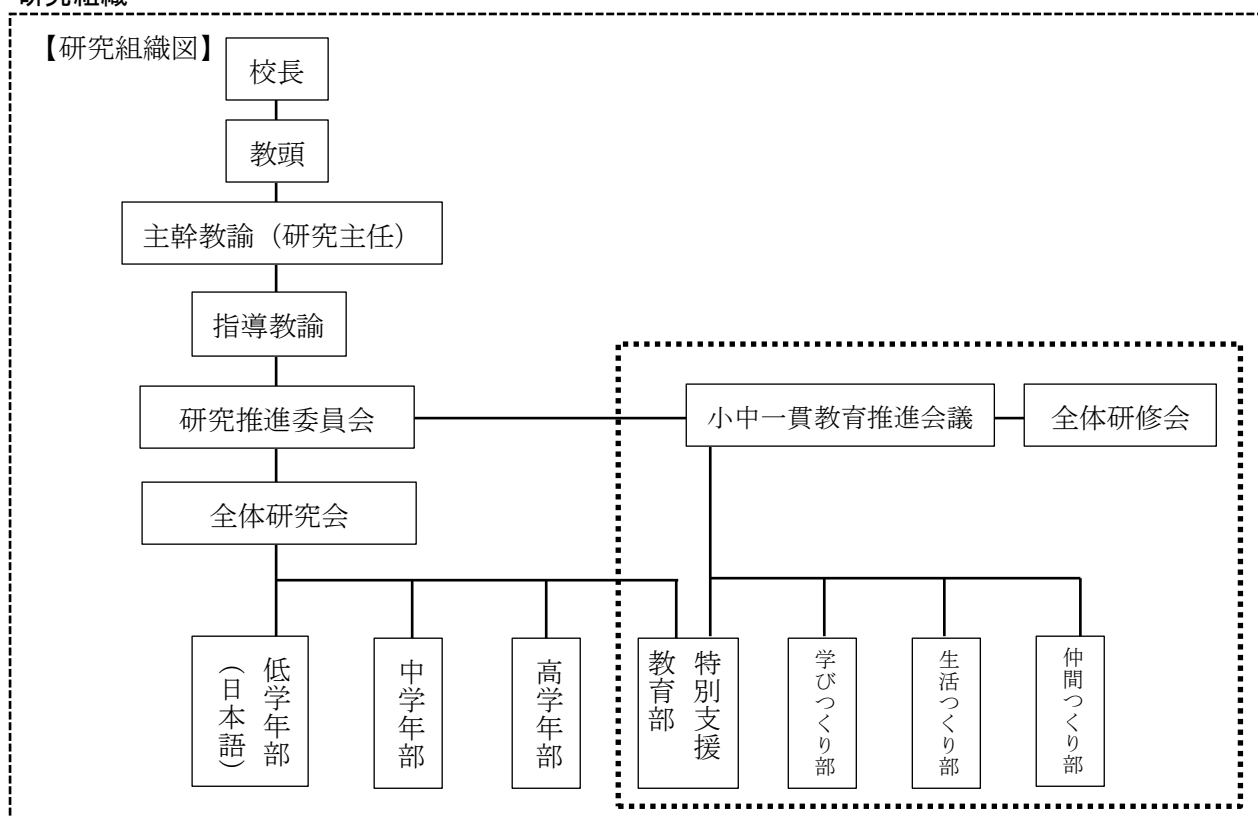 【研究組織図】
校長
教頭
主幹教諭（研究主任）
指導教諭
研究推進委員会
小中一貫教育推進会議
全体研修会
全体研究会
低学年部
（日本語）
中学年部
高学年部
特別支援
教育部
学びつくり部
生活つくり部
仲間つくり部